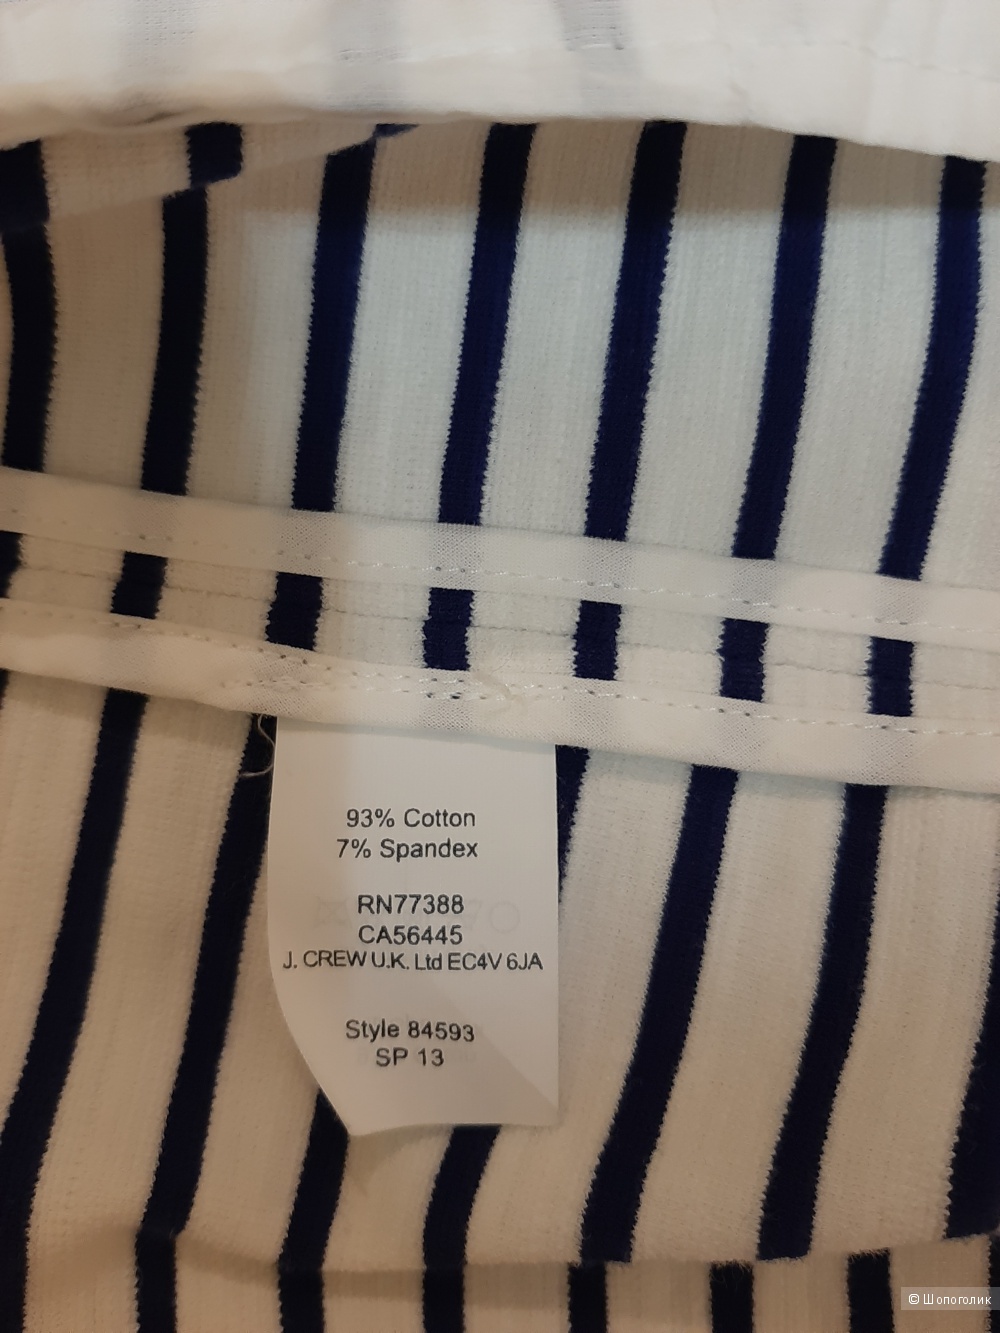 93% Cotton
7% Spandex
RN77388
CA56445
J. CREW U.K. Ltd EC4V 6JA
Style 84593
SP 13
© Шопоголик